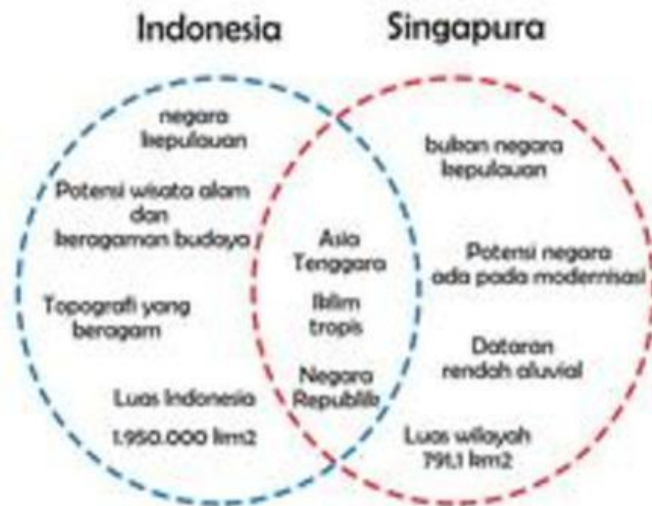 Indonesia
Singapura
negara
kepulauan
Potensi wisata alam
dan
keragaman budaya
Topografi yang
beragam
Luas Indonesia
1.950.000 km2
Asia
Tenggara
Iklim
tropis
Negara
Republik
bukan negara
kepulauan
Potensi negara
ada pada modernisasi
Dataran
rendah aluvial
Luas wilayah
791,1 km2